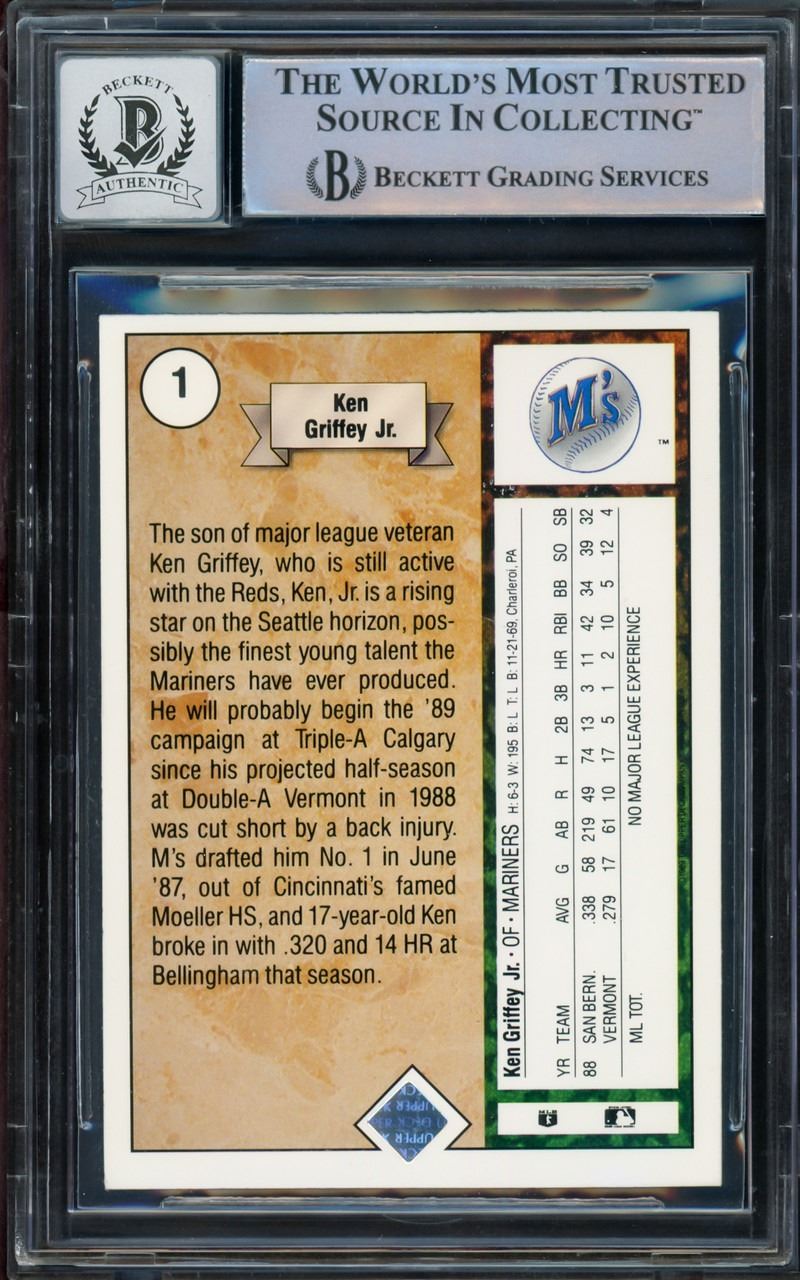 BECKETT
B
AUTHENTIC
THE WORLD'S MOST TRUSTED
SOURCE IN COLLECTING™
B BECKETT GRADING SERVICES
1
Ken
Griffey Jr.
The son of major league veteran
Ken Griffey, who is still active
with the Reds, Ken, Jr. is a rising
star on the Seattle horizon, pos-
sibly the finest young talent the
Mariners have ever produced.
He will probably begin the '89
campaign at Triple-A Calgary
since his projected half-season
at Double-A Vermont in 1988
was cut short by a back injury.
M's drafted him No. 1 in June
'87, out of Cincinnati's famed
Moeller HS, and 17-year-old Ken
broke in with .320 and 14 HR at
Bellingham that season.
M's
TM
Ken Griffey Jr. • OF • MARINERS H: 6-3 W: 195 B: L T: L B: 11-21-69, Charleroi, PA
YR TEAM AVG G AB R H 2B 3B HR RBI BB SO SB
88 SAN BERN. .338 58 219 49 74 13 3 11 42 34 39 32
VERMONT .279 17 61 10 17 5 1 2 10 5 12 4
ML TOT. NO MAJOR LEAGUE EXPERIENCE
UPPER DECK